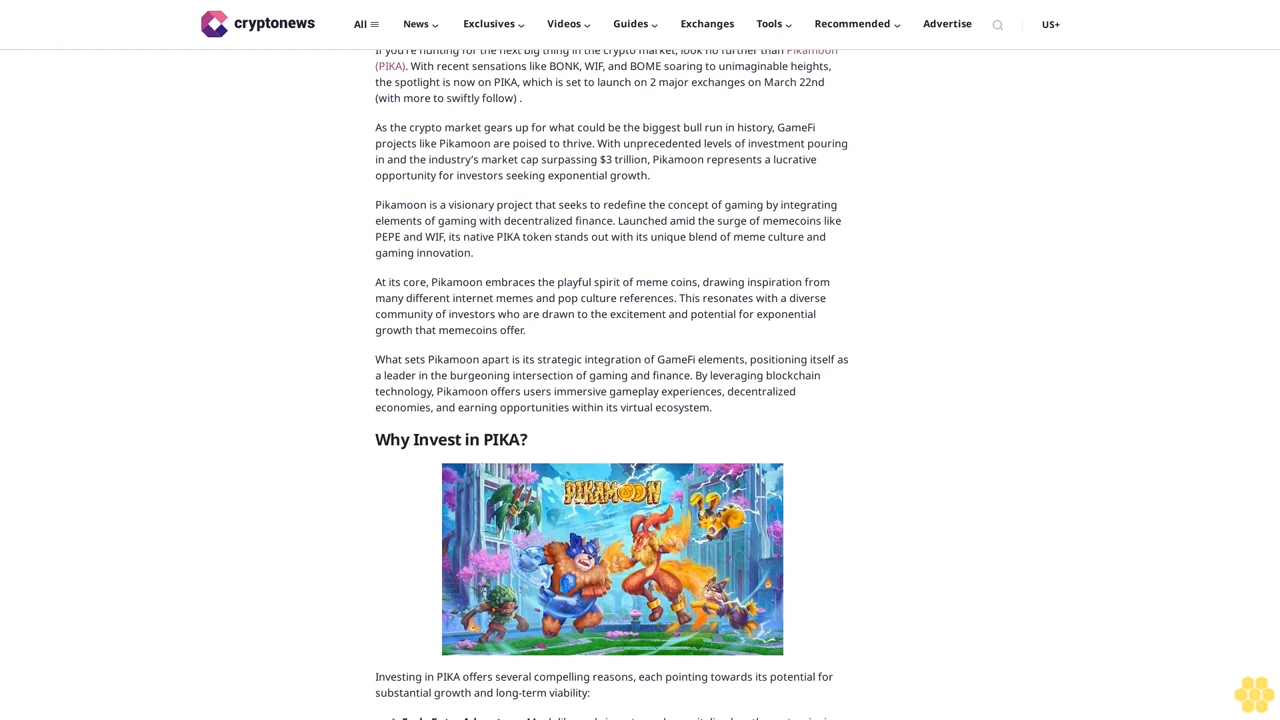 cryptonews
All
News
Exclusives
Videos
Guides
Exchanges
Tools
Recommended
Advertise
US+
If you're hunting for the next big thing in the crypto market, look no further than Pikamoon
(PIKA). With recent sensations like BONK, WIF, and BOME soaring to unimaginable heights,
the spotlight is now on PIKA, which is set to launch on 2 major exchanges on March 22nd
(with more to swiftly follow) .
As the crypto market gears up for what could be the biggest bull run in history, GameFi
projects like Pikamoon are poised to thrive. With unprecedented levels of investment pouring
in and the industry's market cap surpassing $3 trillion, Pikamoon represents a lucrative
opportunity for investors seeking exponential growth.
Pikamoon is a visionary project that seeks to redefine the concept of gaming by integrating
elements of gaming with decentralized finance. Launched amid the surge of memecoins like
PEPE and WIF, its native PIKA token stands out with its unique blend of meme culture and
gaming innovation.
At its core, Pikamoon embraces the playful spirit of meme coins, drawing inspiration from
many different internet memes and pop culture references. This resonates with a diverse
community of investors who are drawn to the excitement and potential for exponential
growth that memecoins offer.
What sets Pikamoon apart is its strategic integration of GameFi elements, positioning itself as
a leader in the burgeoning intersection of gaming and finance. By leveraging blockchain
technology, Pikamoon offers users immersive gameplay experiences, decentralized
economies, and earning opportunities within its virtual ecosystem.
Why Invest in PIKA?
PIKAMOON
Investing in PIKA offers several compelling reasons, each pointing towards its potential for
substantial growth and long-term viability: